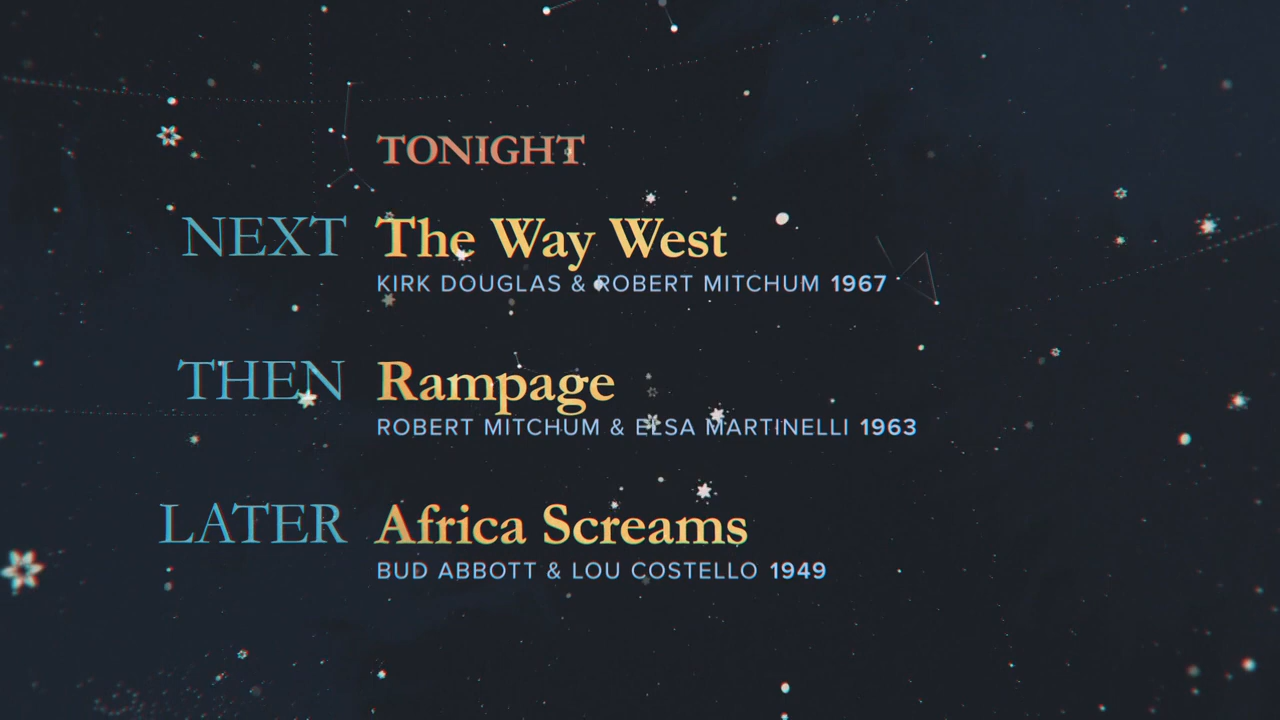 TONIGHT
NEXT The Way West
KIRK DOUGLAS & ROBERT MITCHUM 1967
THEN Rampage
ROBERT MITCHUM & ELSA MARTINELLI 1963
LATER Africa Screams
BUD ABBOTT & LOU COSTELLO 1949